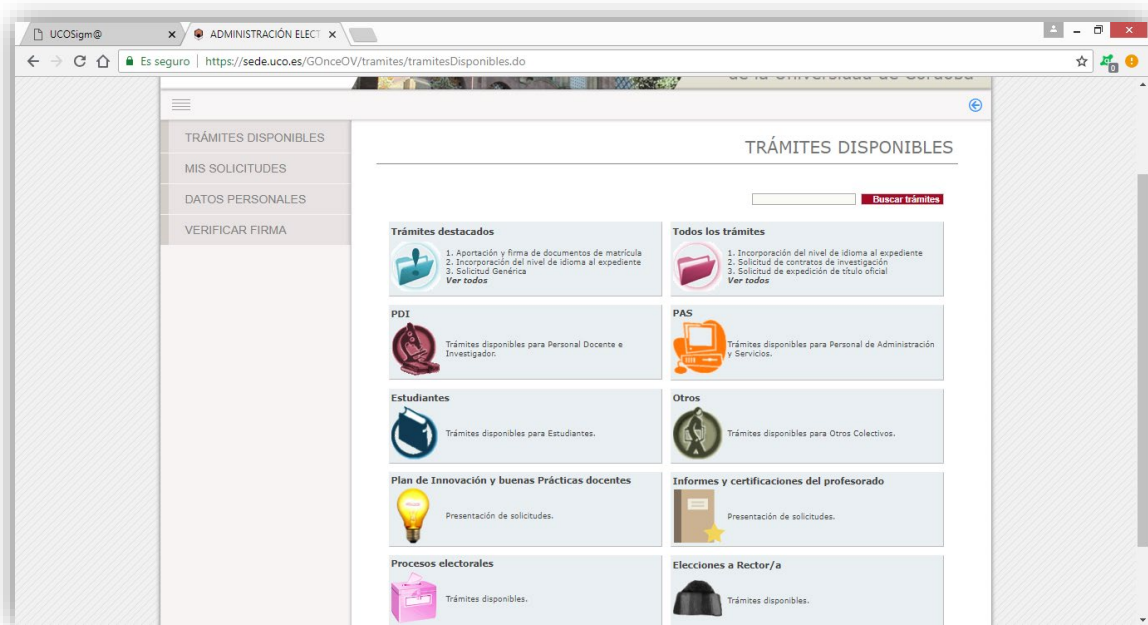 UCOSigm@
ADMINISTRACIÓN ELECT
Es seguro
https://sede.uco.es/GOnceOV/tramites/tramitesDisponibles.do
0
de la Universidad de Córdoba
TRÁMITES DISPONIBLES
MIS SOLICITUDES
DATOS PERSONALES
VERIFICAR FIRMA
TRÁMITES DISPONIBLES
Buscar trámites
Trámites destacados
1. Aportación y firma de documentos de matrícula
2. Incorporación del nivel de idioma al expediente
3. Solicitud Genérica
Ver todos
Todos los trámites
1. Incorporación del nivel de idioma al expediente
2. Solicitud de contratos de investigación
3. Solicitud de expedición de título oficial
Ver todos
PDI
Trámites disponibles para Personal Docente e
Investigador.
PAS
Trámites disponibles para Personal de Administración
y Servicios.
Estudiantes
Trámites disponibles para Estudiantes.
Otros
Trámites disponibles para Otros Colectivos.
Plan de Innovación y buenas Prácticas docentes
Presentación de solicitudes.
Informes y certificaciones del profesorado
Presentación de solicitudes.
Procesos electorales
Trámites disponibles.
Elecciones a Rector/a
Trámites disponibles.